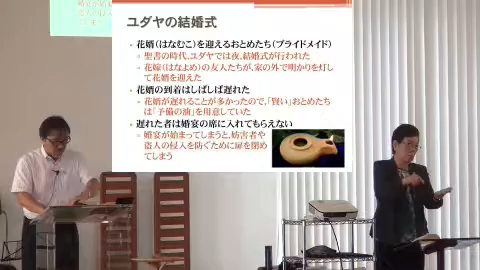 ユダヤの結婚式
• 花婿(はなむこ)を迎えるおとめたち(ブライドメイド)
聖書の時代、ユダヤでは夜、結婚式が行われた
花嫁(はなよめ)の友人たちが、家の外で明かりを灯し
て花婿を迎えた
• 花婿の到着はしばしば遅れた
花婿が遅れることが多かったので、「賢い」おとめたち
は「予備の油」を用意していた
• 遅れた者は婚宴の席に入れてもらえない
婚宴が始まってしまうと、妨害者や
盗人の侵入を防ぐために扉を閉め
てしまう